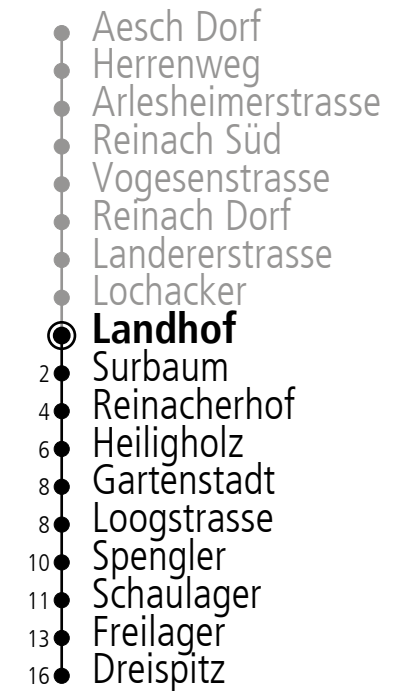 Aesch Dorf
Herrenweg
Arlesheimerstrasse
Reinach Süd
Vogesenstrasse
Reinach Dorf
Landererstrasse
Lochacker
Landhof
2 Surbaum
4 Reinacherhof
6 Heiligholz
8 Gartenstadt
8 Loogstrasse
10 Spengler
11 Schaulager
13 Freilager
16 Dreispitz